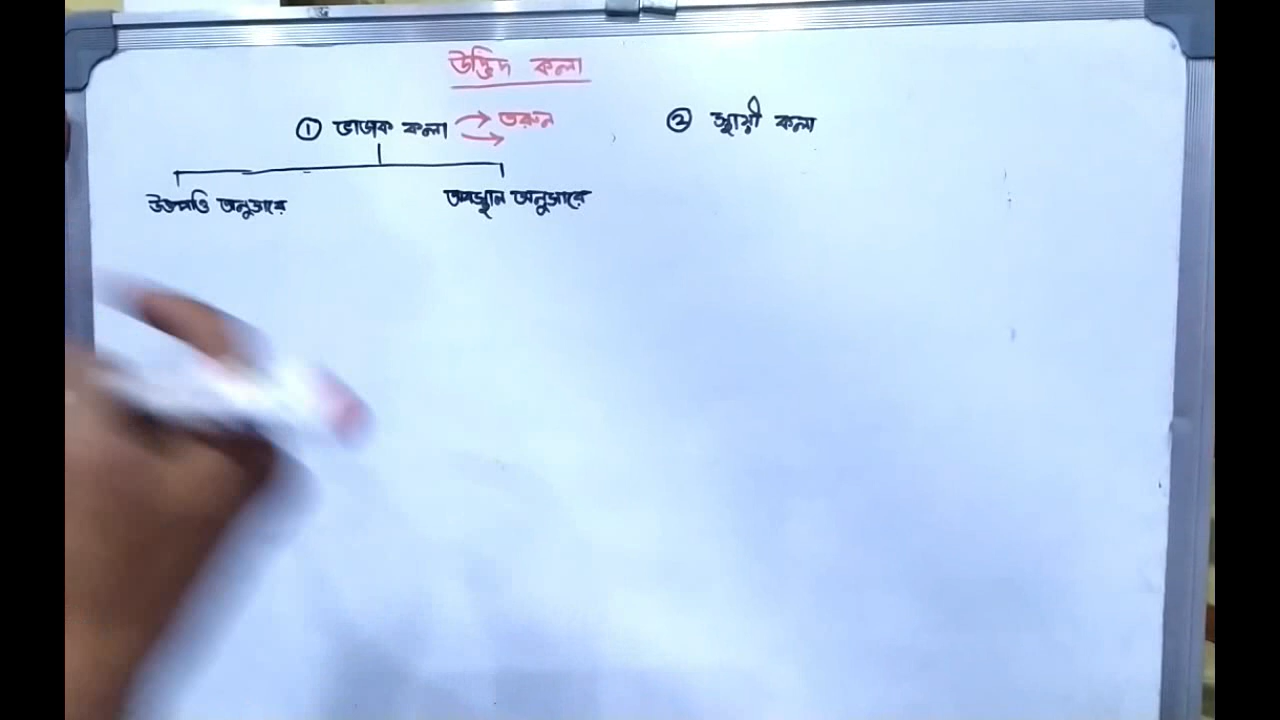 উদ্ভিদ কলা
① ভাজক কলা → তরুন → ② স্থায়ী কলা
উৎপত্তি অনুসারে অবস্থান অনুসারে